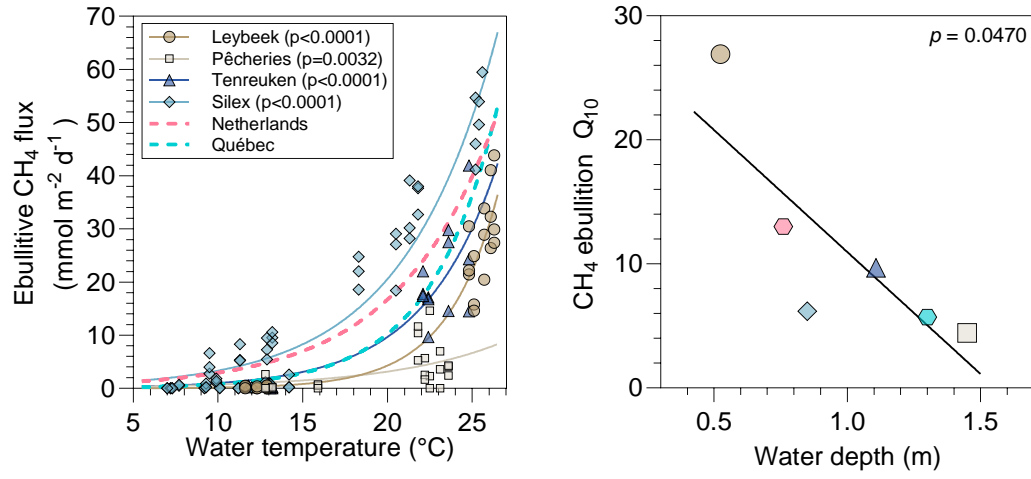 70
60
50
40
30
20
10
0
Ebullitive CH₄ flux
(mmol m⁻² d⁻¹)
Leybeek (p<0.0001)
Pêcheries (p=0.0032)
Tenreuken (p<0.0001)
Silex (p<0.0001)
Netherlands
Québec
5 10 15 20 25
Water temperature (°C)
30
20
10
0
CH₄ ebullition Q₁₀
p = 0.0470
0.5 1.0 1.5
Water depth (m)